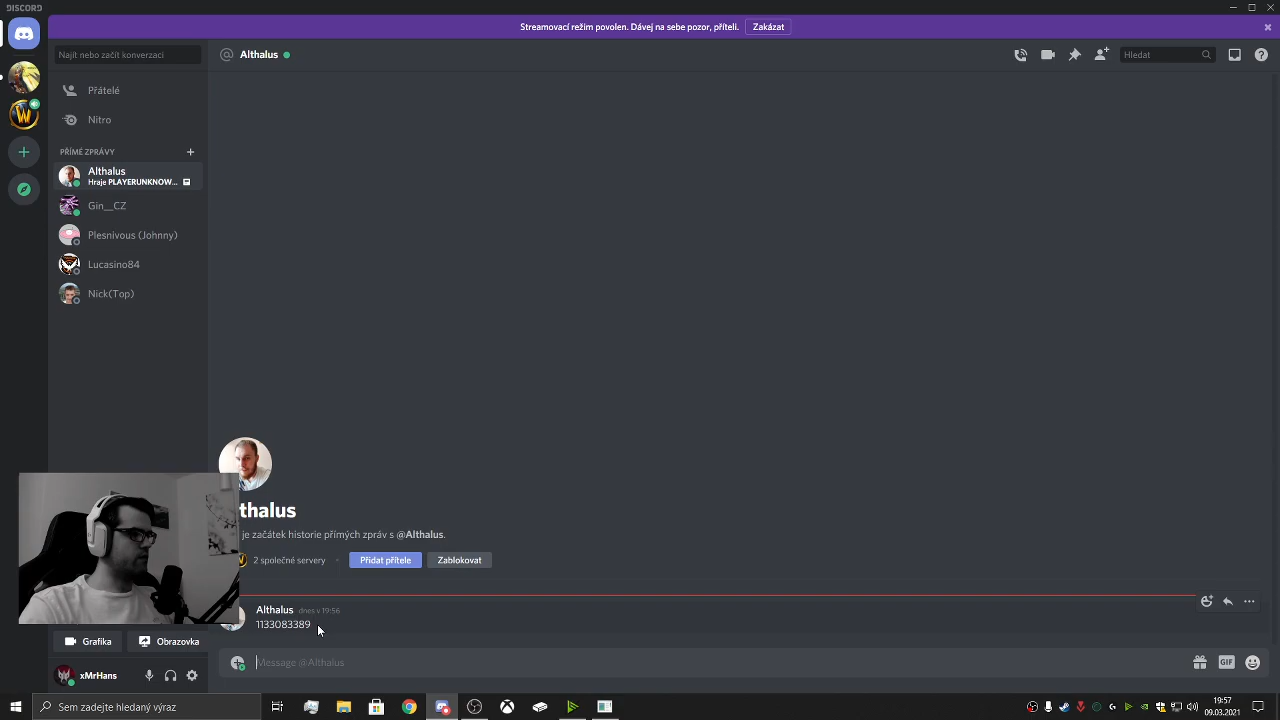 DISCORD
Streamovací režim povolen. Dávej na sebe pozor, příteli.
Zakázat
Najít nebo začít konverzaci
Althalus
Hledat
Přátelé
Nitro
PŘÍMÉ ZPRÁVY
Althalus
Hraje PLAYERUNKNOW...
Gin__CZ
Plesnivous (Johnny)
Lucasino84
Nick(Top)
thalus
je začátek historie přímých zpráv s @Althalus.
2 společné servery
Přidat přítele
Zablokovat
Althalus dnes v 19:56
1133083389
Grafika
Obrazovka
Message @Althalus
GIF
xMrHans
Sem zadejte hledaný výraz
19:57
09.03.2021